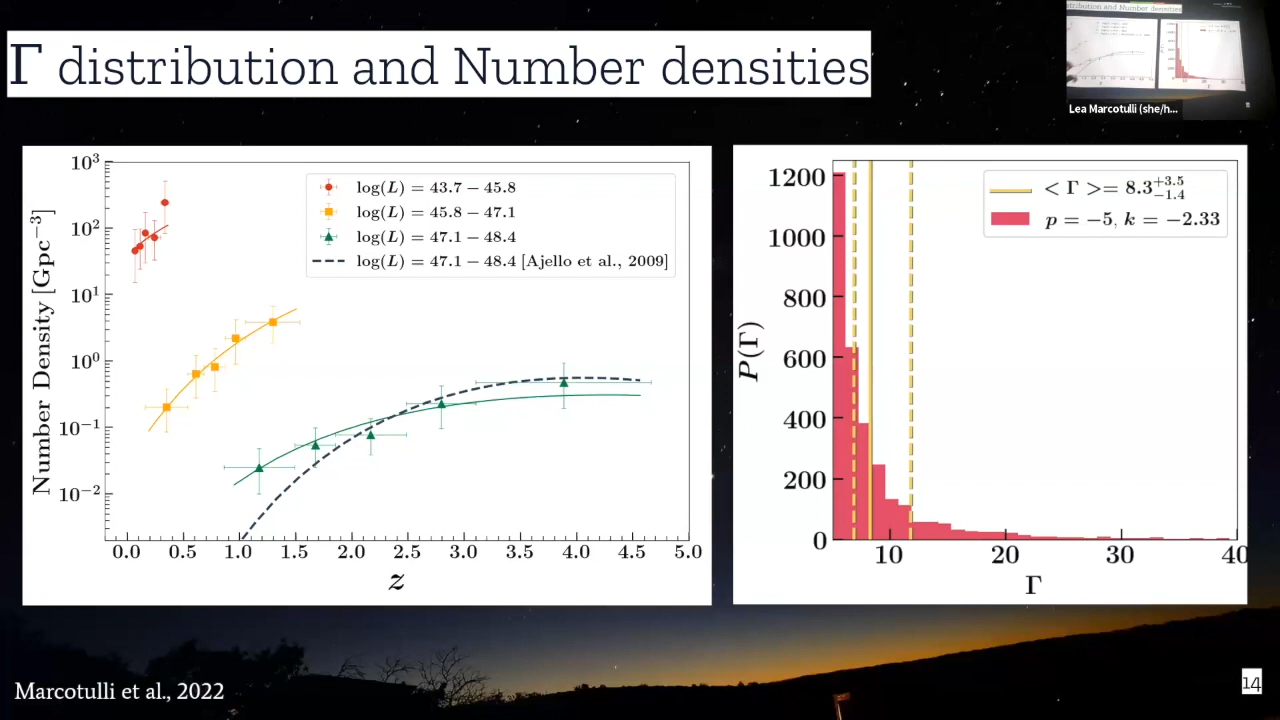 Γ distribution and Number densities
Lea Marcotulli (she/h...
Number Density [Gpc⁻³]
10³
10²
10¹
10⁰
10⁻¹
10⁻²
log(L) = 43.7 − 45.8
log(L) = 45.8 − 47.1
log(L) = 47.1 − 48.4
log(L) = 47.1 − 48.4 [Ajello et al., 2009]
0.0 0.5 1.0 1.5 2.0 2.5 3.0 3.5 4.0 4.5 5.0
z
P(Γ)
1200
1000
800
600
400
200
0
< Γ >= 8.3+3.5−1.4
p = −5, k = −2.33
10 20 30 40
Γ
Marcotulli et al., 2022
14